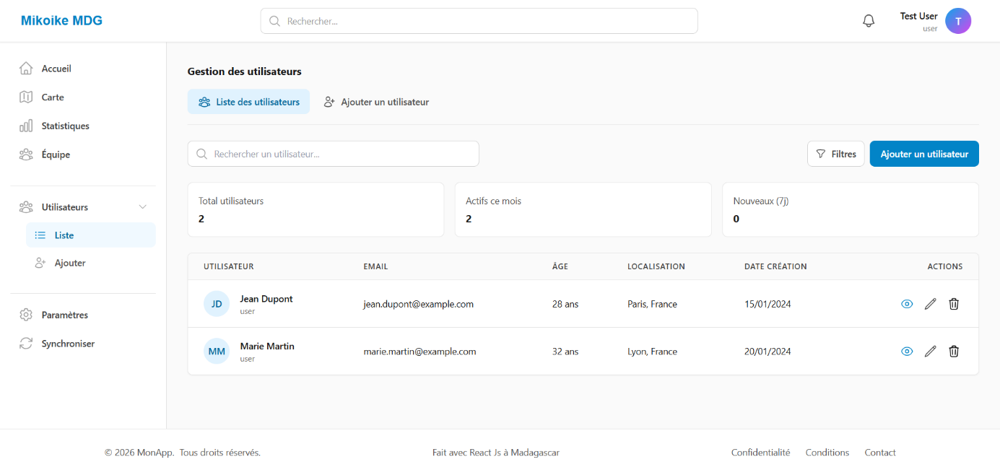 Mikoike MDG
Rechercher...
Test User
user
T
Accueil
Carte
Statistiques
Équipe
Utilisateurs
Liste
Ajouter
Paramètres
Synchroniser
Gestion des utilisateurs
Liste des utilisateurs
Ajouter un utilisateur
Rechercher un utilisateur...
Filtres
Ajouter un utilisateur
Total utilisateurs
2
Actifs ce mois
2
Nouveaux (7j)
0
UTILISATEUR EMAIL ÂGE LOCALISATION DATE CRÉATION ACTIONS
JD Jean Dupont user jean.dupont@example.com 28 ans Paris, France 15/01/2024
MM Marie Martin user marie.martin@example.com 32 ans Lyon, France 20/01/2024
© 2026 MonApp. Tous droits réservés.
Fait avec React Js à Madagascar
Confidentialité Conditions Contact